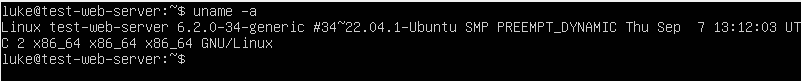 luke@test-web-server:~$ uname -a
Linux test-web-server 6.2.0-34-generic #34~22.04.1-Ubuntu SMP PREEMPT_DYNAMIC Thu Sep  7 13:12:03 UT
C 2 x86_64 x86_64 x86_64 GNU/Linux
luke@test-web-server:~$